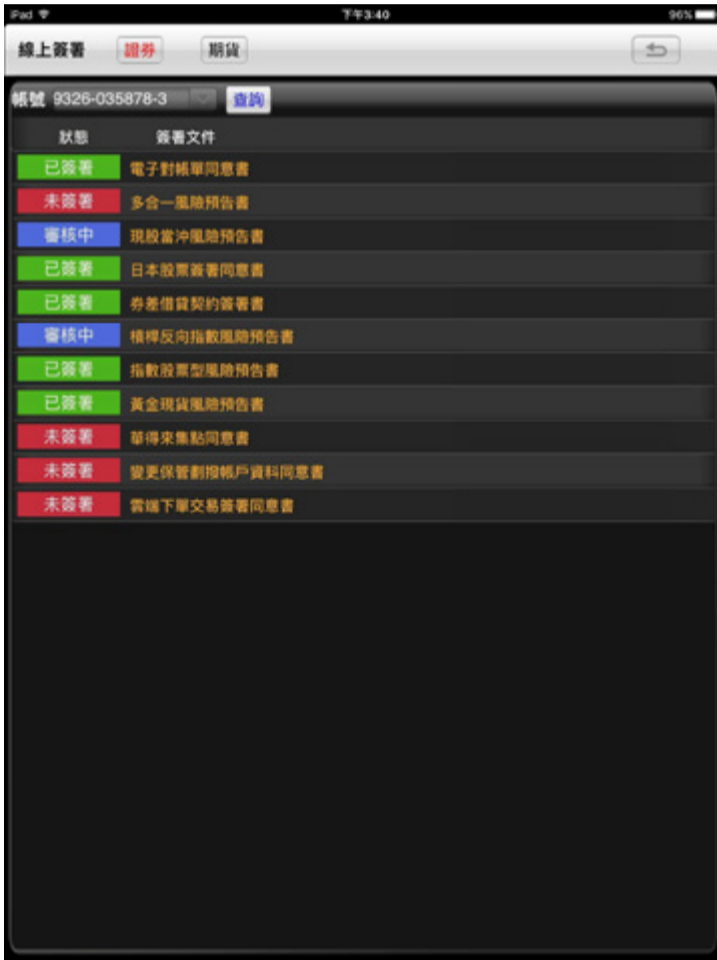 iPad 下午3:40 96%
線上簽署 證券 期貨
帳號 9326-035878-3 查詢
狀態 簽署文件
已簽署 電子對帳單同意書
未簽署 多合一風險預告書
審核中 現股當沖風險預告書
已簽署 日本股票簽署同意書
已簽署 券差借貸契約簽署書
審核中 槓桿反向指數風險預告書
已簽署 指數股票型風險預告書
已簽署 黃金現貨風險預告書
未簽署 華得來集點同意書
未簽署 變更保管劃撥帳戶資料同意書
未簽署 雲端下單交易簽署同意書